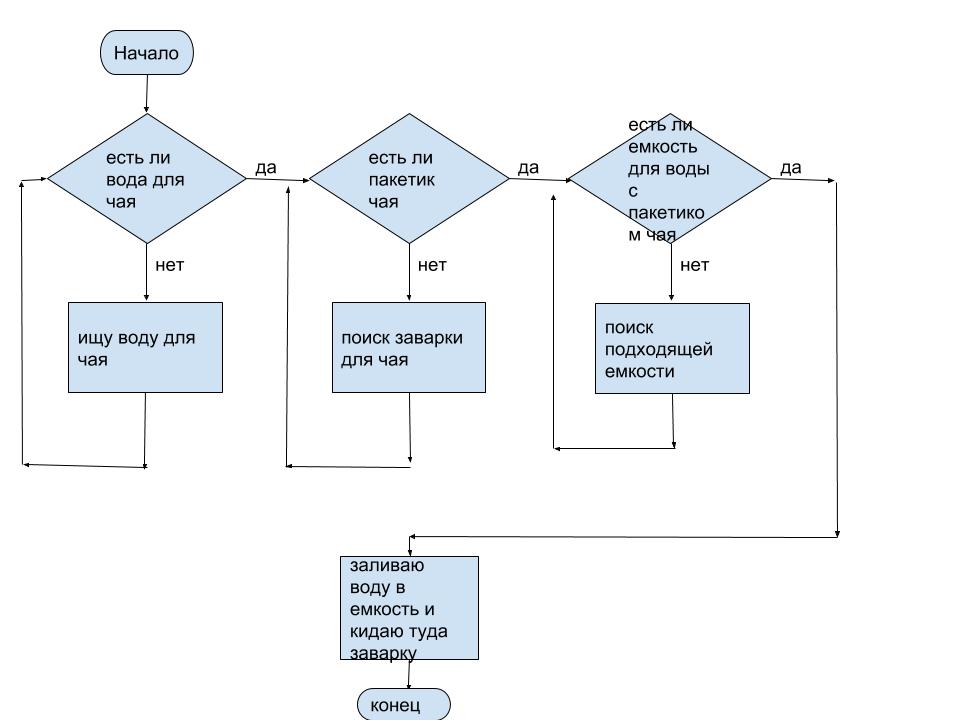 Начало
есть ли
вода для
чая
да
есть ли
пакетик
чая
да
есть ли
емкость
для воды
с
пакетико
м чая
да
нет
нет
нет
ищу воду для
чая
поиск заварки
для чая
поиск
подходящей
емкости
заливаю
воду в
емкость и
кидаю туда
заварку
конец